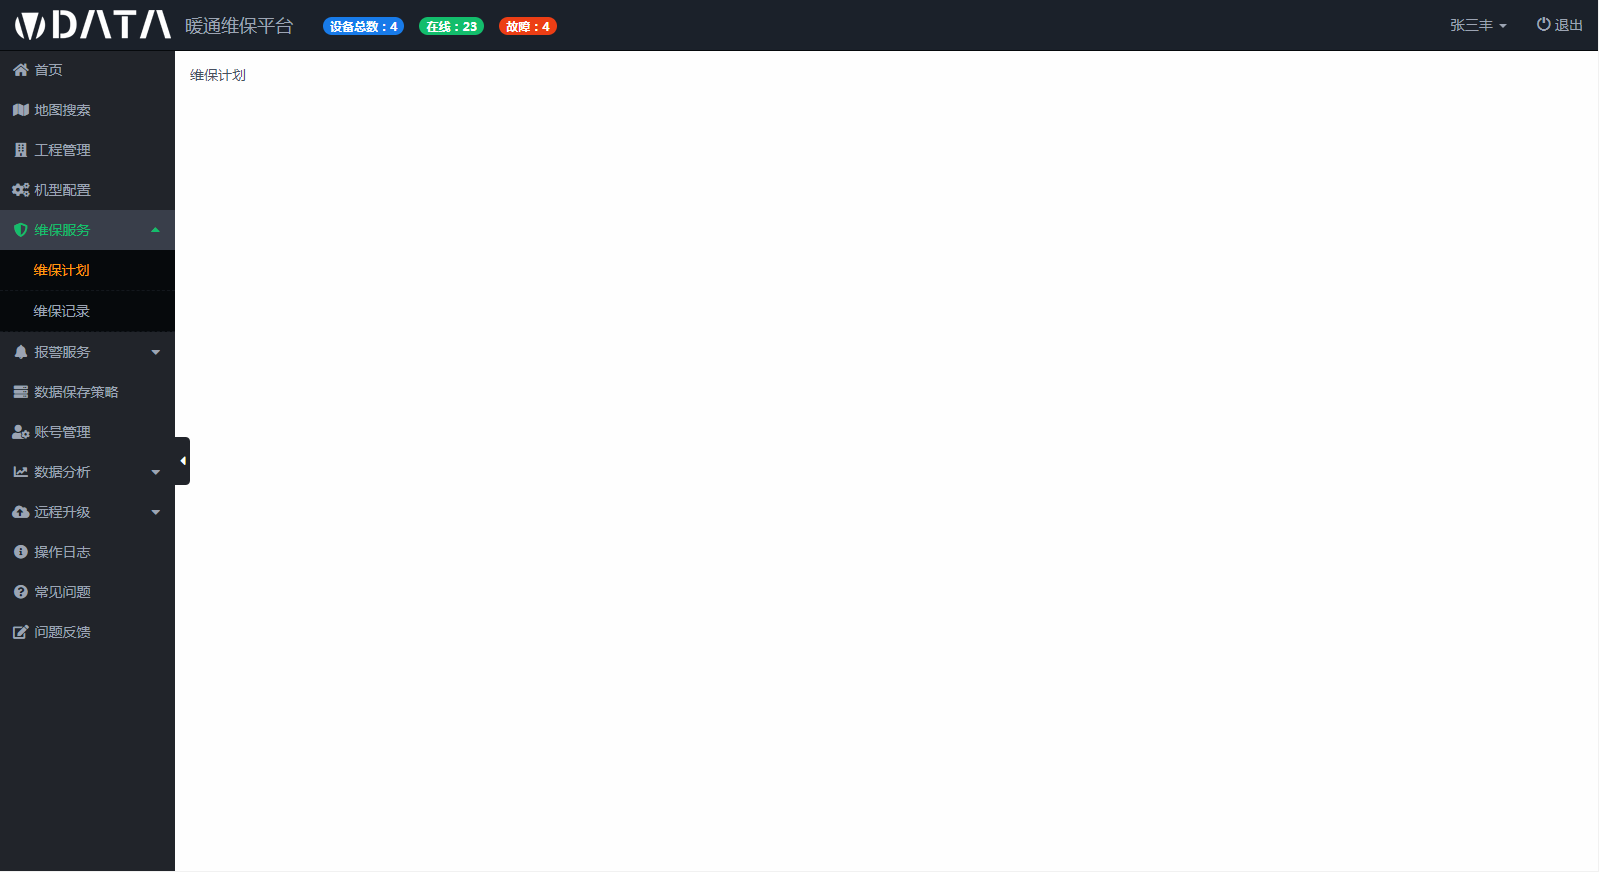 WDATA 暖通维保平台 设备总数：4 在线：23 故障：4 张三丰 退出
首页
地图搜索
工程管理
机型配置
维保服务
维保计划
维保记录
报警服务
数据保存策略
账号管理
数据分析
远程升级
操作日志
常见问题
问题反馈
维保计划